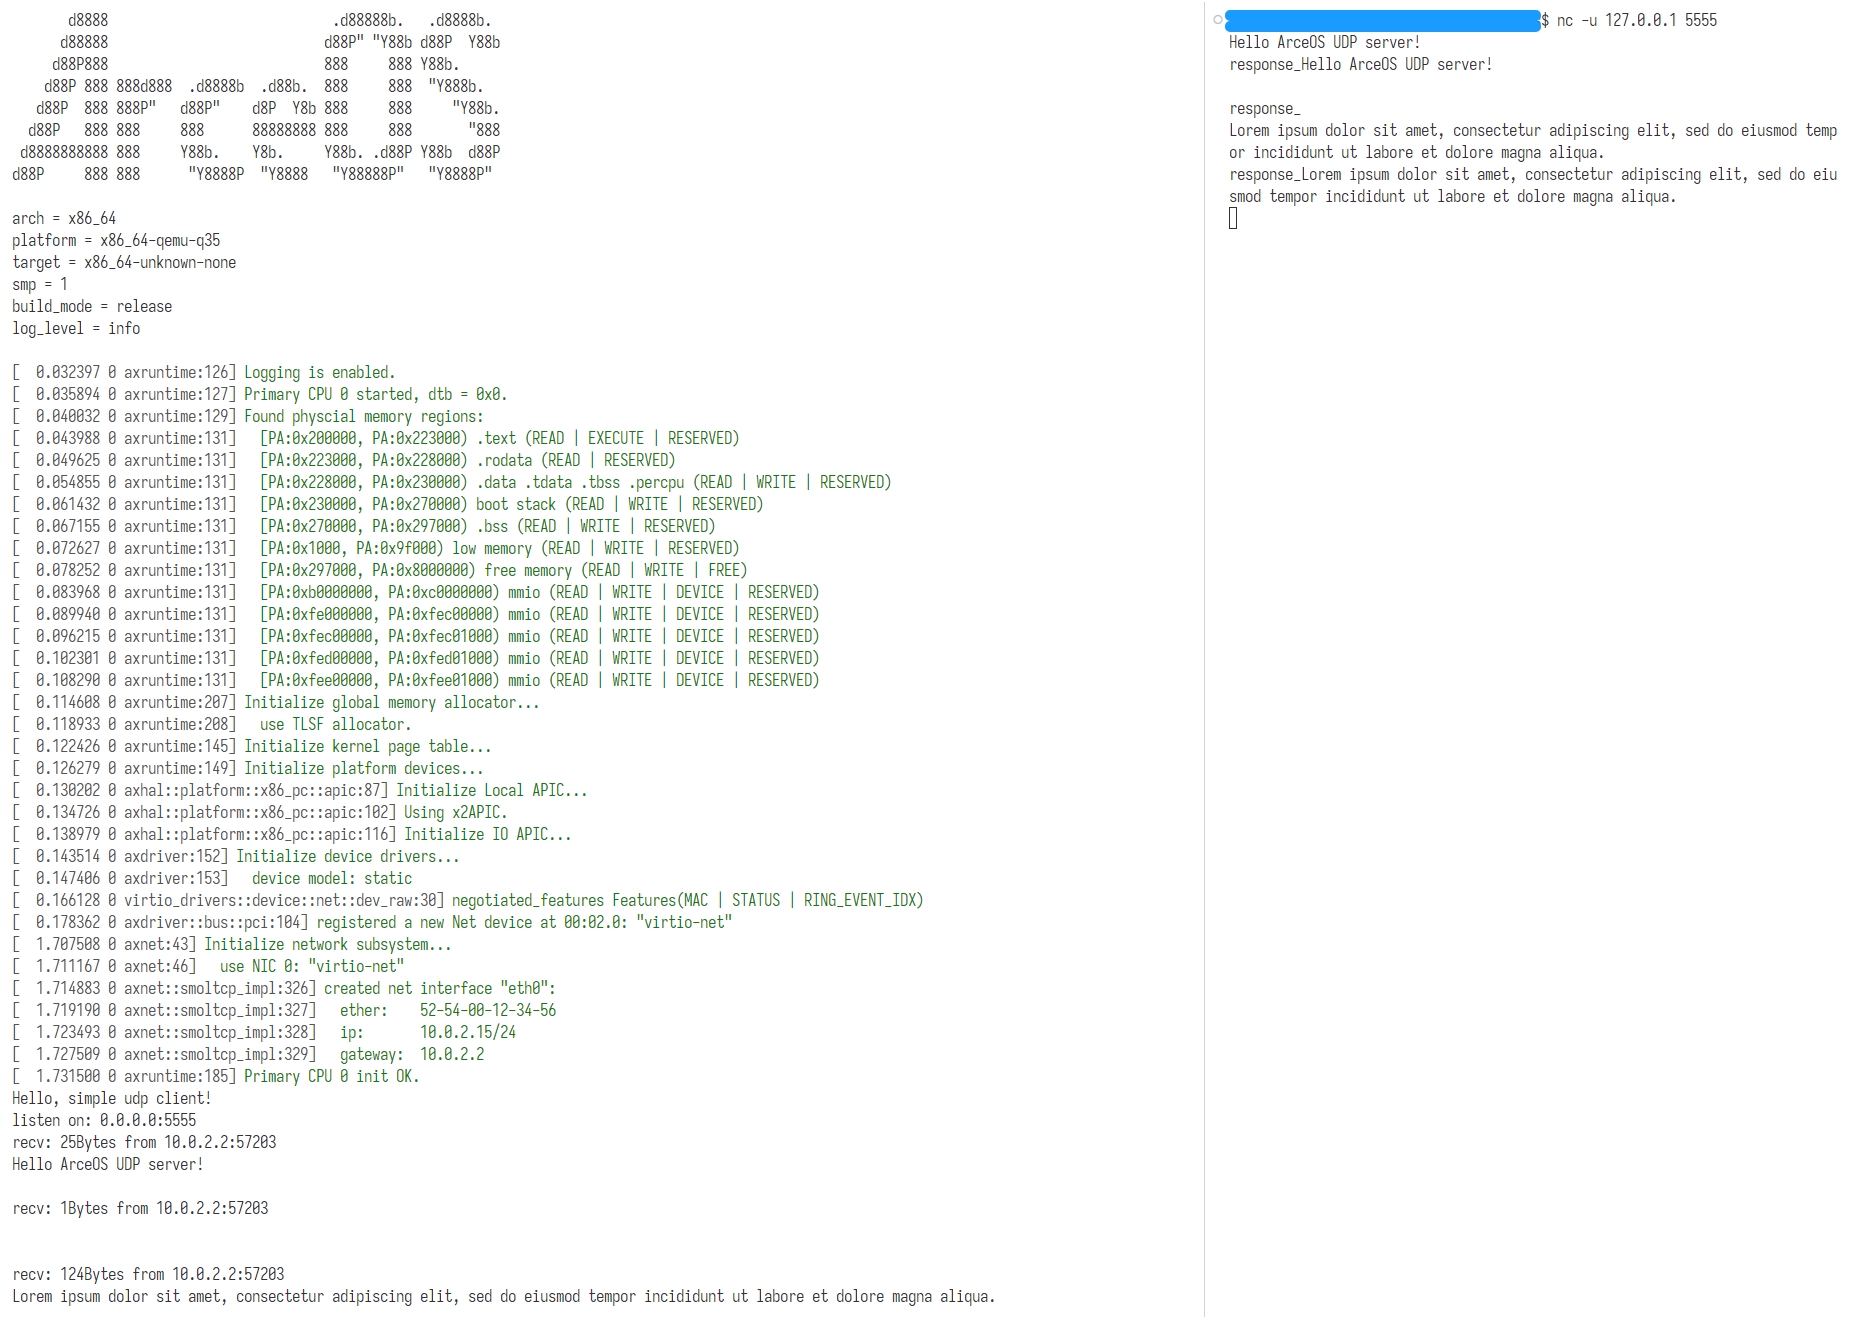 d8888                            .d88888b.   .d8888b.
      d88888                           d88P" "Y88b d88P  Y88b
     d88P888                           888     888 Y88b.
    d88P 888 888d888  .d8888b  .d88b.  888     888  "Y888b.
   d88P  888 888P"   d88P"    d8P  Y8b 888     888     "Y88b.
  d88P   888 888     888      88888888 888     888       "888
 d8888888888 888     Y88b.    Y8b.     Y88b. .d88P Y88b  d88P
d88P     888 888      "Y8888P  "Y8888   "Y88888P"   "Y8888P"
arch = x86_64
platform = x86_64-qemu-q35
target = x86_64-unknown-none
smp = 1
build_mode = release
log_level = info
[  0.032397 0 axruntime:126] Logging is enabled.
[  0.035894 0 axruntime:127] Primary CPU 0 started, dtb = 0x0.
[  0.040032 0 axruntime:129] Found physcial memory regions:
[  0.043988 0 axruntime:131]   [PA:0x200000, PA:0x223000) .text (READ | EXECUTE | RESERVED)
[  0.049625 0 axruntime:131]   [PA:0x223000, PA:0x228000) .rodata (READ | RESERVED)
[  0.054855 0 axruntime:131]   [PA:0x228000, PA:0x230000) .data .tdata .tbss .percpu (READ | WRITE | RESERVED)
[  0.061432 0 axruntime:131]   [PA:0x230000, PA:0x270000) boot stack (READ | WRITE | RESERVED)
[  0.067155 0 axruntime:131]   [PA:0x270000, PA:0x297000) .bss (READ | WRITE | RESERVED)
[  0.072627 0 axruntime:131]   [PA:0x1000, PA:0x9f000) low memory (READ | WRITE | RESERVED)
[  0.078252 0 axruntime:131]   [PA:0x297000, PA:0x8000000) free memory (READ | WRITE | FREE)
[  0.083968 0 axruntime:131]   [PA:0xb0000000, PA:0xc0000000) mmio (READ | WRITE | DEVICE | RESERVED)
[  0.089940 0 axruntime:131]   [PA:0xfe000000, PA:0xfec00000) mmio (READ | WRITE | DEVICE | RESERVED)
[  0.096215 0 axruntime:131]   [PA:0xfec00000, PA:0xfec01000) mmio (READ | WRITE | DEVICE | RESERVED)
[  0.102301 0 axruntime:131]   [PA:0xfed00000, PA:0xfed01000) mmio (READ | WRITE | DEVICE | RESERVED)
[  0.108290 0 axruntime:131]   [PA:0xfee00000, PA:0xfee01000) mmio (READ | WRITE | DEVICE | RESERVED)
[  0.114608 0 axruntime:207] Initialize global memory allocator...
[  0.118933 0 axruntime:208]   use TLSF allocator.
[  0.122426 0 axruntime:145] Initialize kernel page table...
[  0.126279 0 axruntime:149] Initialize platform devices...
[  0.130202 0 axhal::platform::x86_pc::apic:87] Initialize Local APIC...
[  0.134726 0 axhal::platform::x86_pc::apic:102] Using x2APIC.
[  0.138979 0 axhal::platform::x86_pc::apic:116] Initialize IO APIC...
[  0.143514 0 axdriver:152] Initialize device drivers...
[  0.147406 0 axdriver:153]   device model: static
[  0.166128 0 virtio_drivers::device::net::dev_raw:30] negotiated_features Features(MAC | STATUS | RING_EVENT_IDX)
[  0.178362 0 axdriver::bus::pci:104] registered a new Net device at 00:02.0: "virtio-net"
[  1.707508 0 axnet:43] Initialize network subsystem...
[  1.711167 0 axnet:46]   use NIC 0: "virtio-net"
[  1.714883 0 axnet::smoltcp_impl:326] created net interface "eth0":
[  1.719190 0 axnet::smoltcp_impl:327]   ether:    52-54-00-12-34-56
[  1.723493 0 axnet::smoltcp_impl:328]   ip:       10.0.2.15/24
[  1.727509 0 axnet::smoltcp_impl:329]   gateway:  10.0.2.2
[  1.731500 0 axruntime:185] Primary CPU 0 init OK.
Hello, simple udp client!
listen on: 0.0.0.0:5555
recv: 25Bytes from 10.0.2.2:57203
Hello ArceOS UDP server!
recv: 1Bytes from 10.0.2.2:57203
recv: 124Bytes from 10.0.2.2:57203
Lorem ipsum dolor sit amet, consectetur adipiscing elit, sed do eiusmod tempor incididunt ut labore et dolore magna aliqua.
$ nc -u 127.0.0.1 5555
Hello ArceOS UDP server!
response_Hello ArceOS UDP server!
response_
Lorem ipsum dolor sit amet, consectetur adipiscing elit, sed do eiusmod temp
or incididunt ut labore et dolore magna aliqua.
response_Lorem ipsum dolor sit amet, consectetur adipiscing elit, sed do eiu
smod tempor incididunt ut labore et dolore magna aliqua.